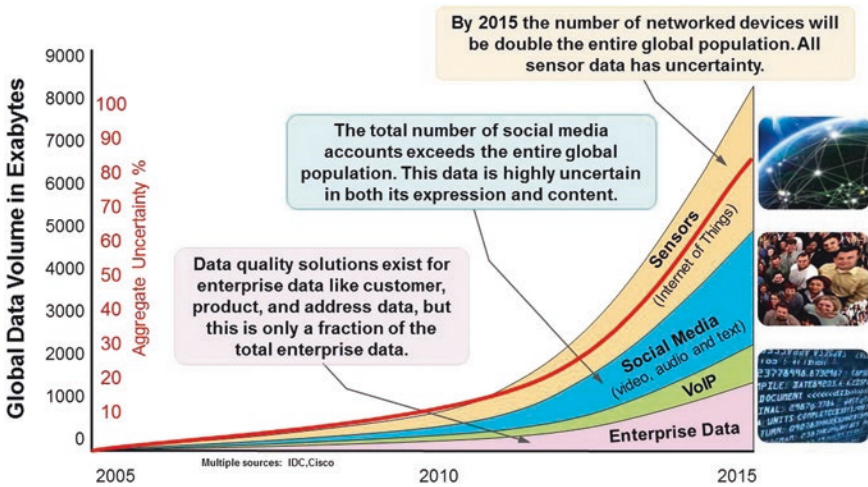 By 2015 the number of networked devices will
be double the entire global population. All
sensor data has uncertainty.
The total number of social media
accounts exceeds the entire global
population. This data is highly uncertain
in both its expression and content.
Data quality solutions exist for
enterprise data like customer,
product, and address data, but
this is only a fraction of the
total enterprise data.
Global Data Volume in Exabytes
9000
8000
7000
6000
5000
4000
3000
2000
1000
0
Aggregate Uncertainty %
100
90
80
70
60
50
40
30
20
10
Sensors
(Internet of Things)
Social Media
(video, audio and text)
VoIP
Enterprise Data
Multiple sources: IDC,Cisco
2005
2010
2015